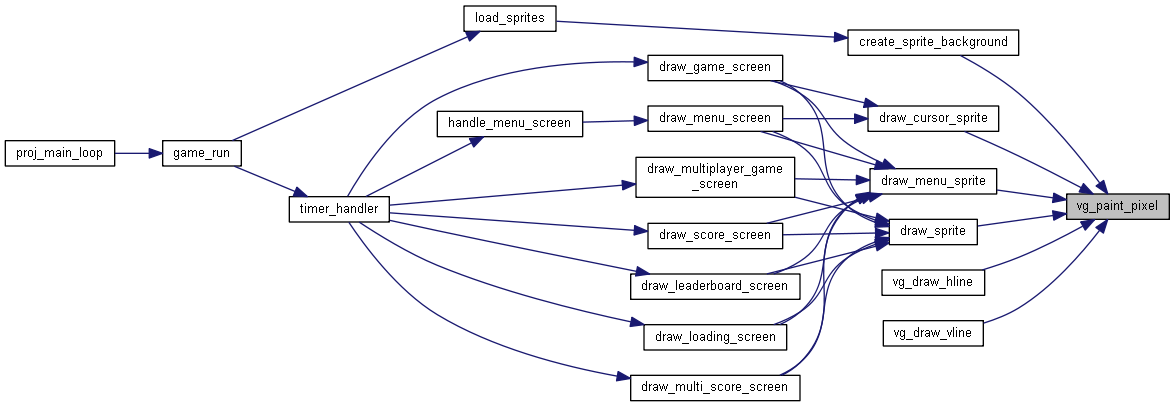 load_sprites
create_sprite_background
draw_game_screen
handle_menu_screen
draw_menu_screen
draw_cursor_sprite
proj_main_loop
game_run
draw_multiplayer_game
_screen
draw_menu_sprite
timer_handler
vg_paint_pixel
draw_score_screen
draw_sprite
draw_leaderboard_screen
vg_draw_hline
draw_loading_screen
vg_draw_vline
draw_multi_score_screen